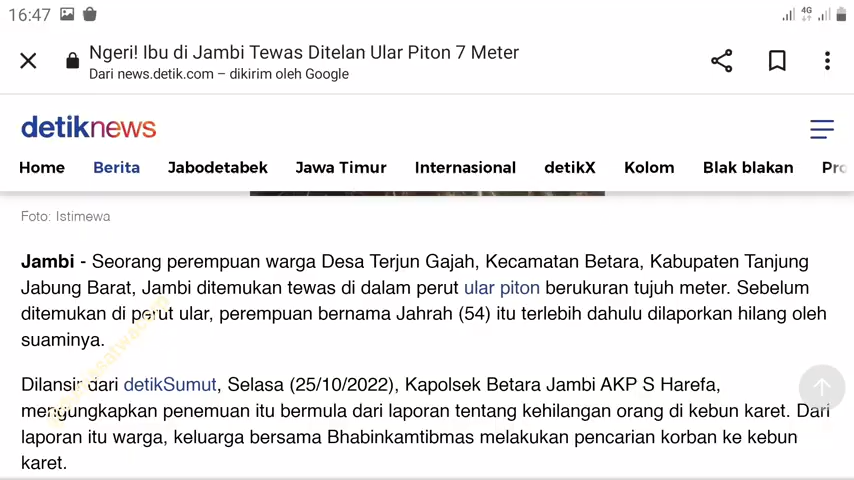 16:47
4G
Ngeri! Ibu di Jambi Tewas Ditelan Ular Piton 7 Meter
Dari news.detik.com – dikirim oleh Google
detiknews
Home Berita Jabodetabek Jawa Timur Internasional detikX Kolom Blak blakan Pro
Foto: Istimewa
Jambi - Seorang perempuan warga Desa Terjun Gajah, Kecamatan Betara, Kabupaten Tanjung
Jabung Barat, Jambi ditemukan tewas di dalam perut ular piton berukuran tujuh meter. Sebelum
ditemukan di perut ular, perempuan bernama Jahrah (54) itu terlebih dahulu dilaporkan hilang oleh
suaminya.
Dilansir dari detikSumut, Selasa (25/10/2022), Kapolsek Betara Jambi AKP S Harefa,
mengungkapkan penemuan itu bermula dari laporan tentang kehilangan orang di kebun karet. Dari
laporan itu warga, keluarga bersama Bhabinkamtibmas melakukan pencarian korban ke kebun
karet.